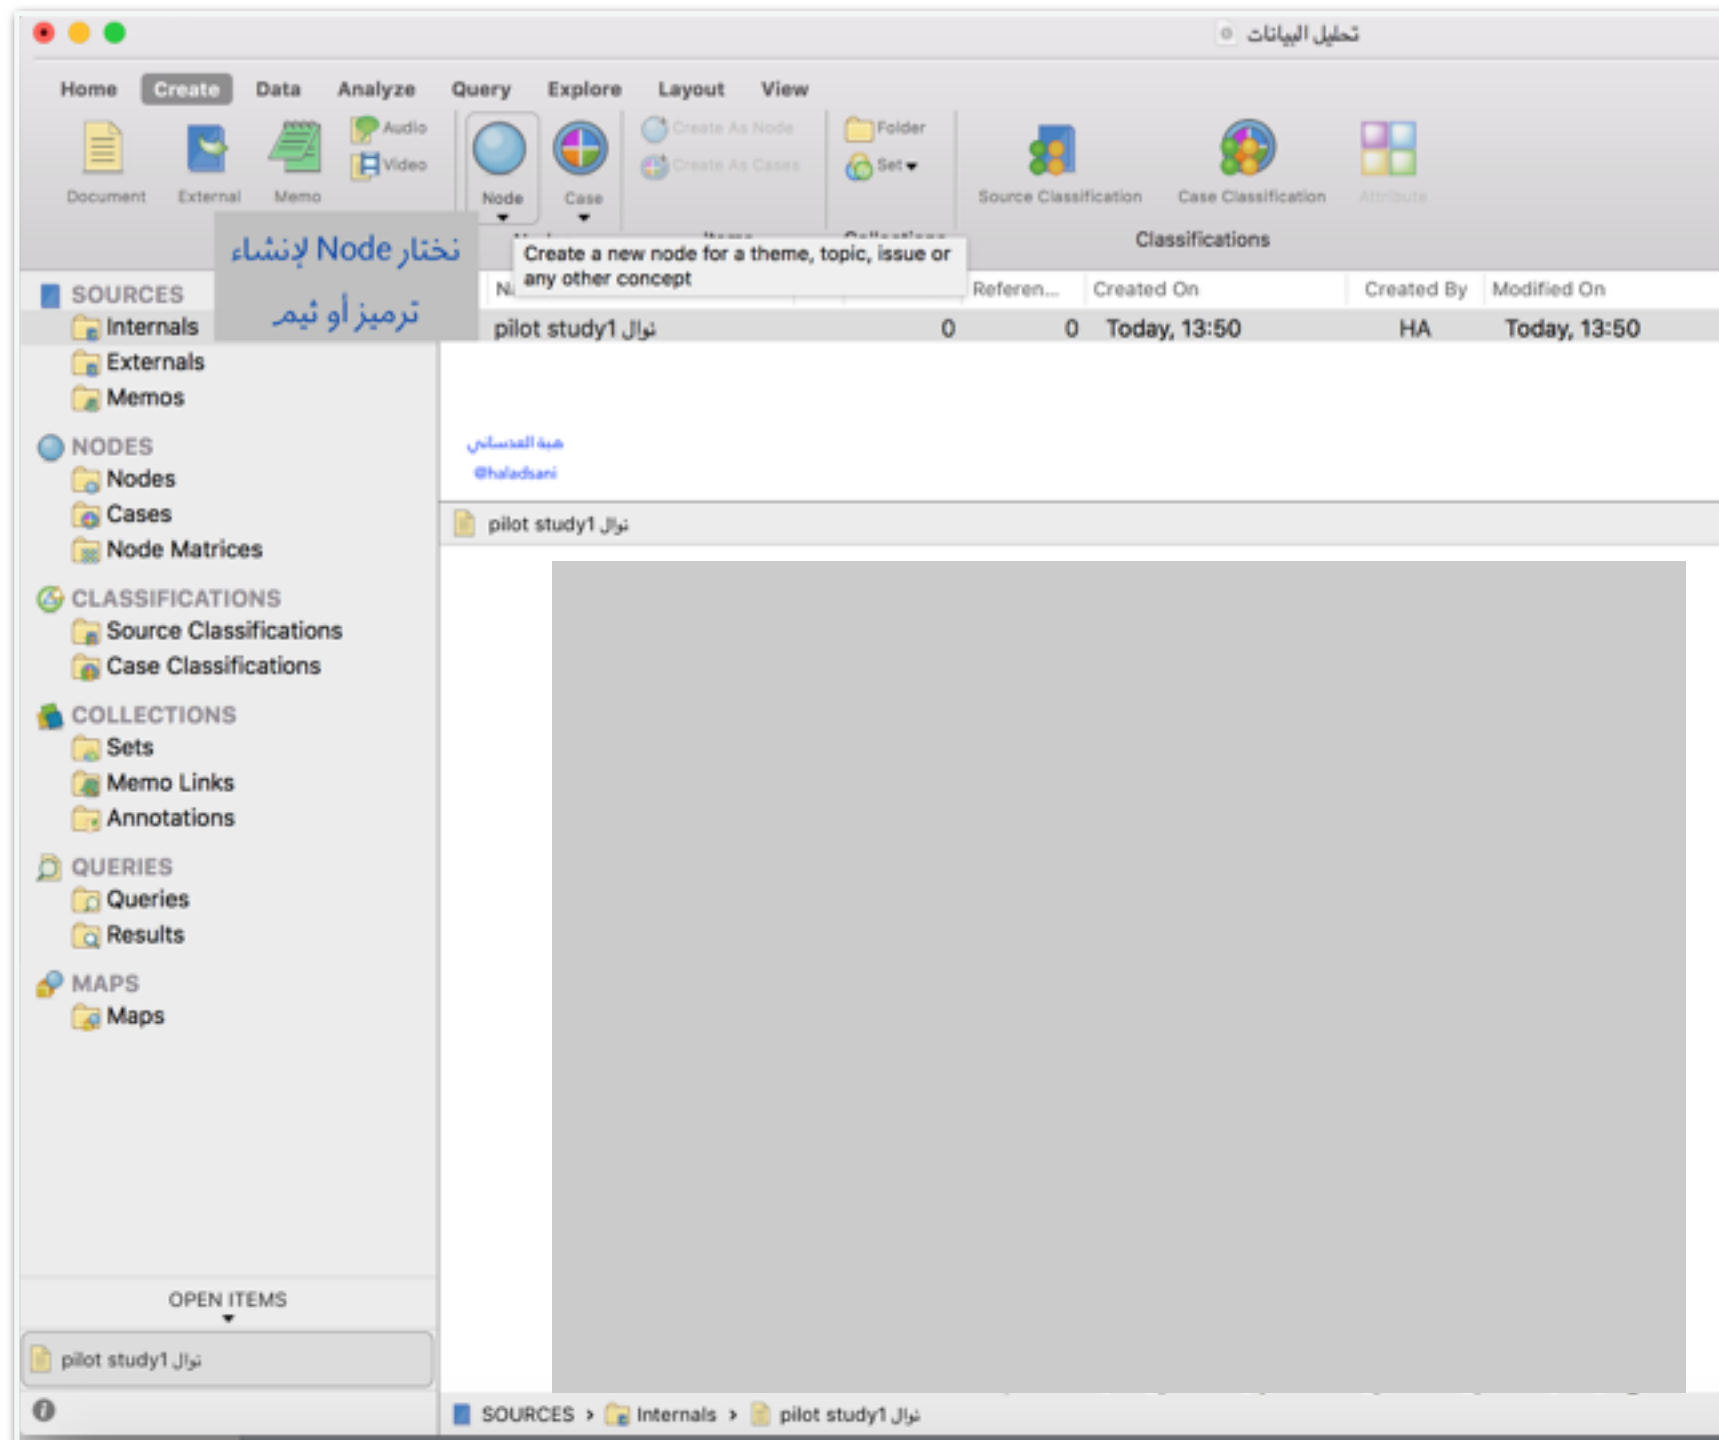 تحليل البيانات
Home Create Data Analyze Query Explore Layout View
Document External Memo Audio Video Node Case Create As Node Create As Cases Folder Set Source Classification Case Classification Attribute
Classifications
نختار Node لإنشاء
ترميز أو ثيم
Create a new node for a theme, topic, issue or
any other concept
Referen... Created On Created By Modified On
نوال pilot study1 0 0 Today, 13:50 HA Today, 13:50
هبة العدساني
@haladsani
نوال pilot study1
SOURCES
Internals
Externals
Memos
NODES
Nodes
Cases
Node Matrices
CLASSIFICATIONS
Source Classifications
Case Classifications
COLLECTIONS
Sets
Memo Links
Annotations
QUERIES
Queries
Results
MAPS
Maps
OPEN ITEMS
نوال pilot study1
SOURCES › Internals › نوال pilot study1